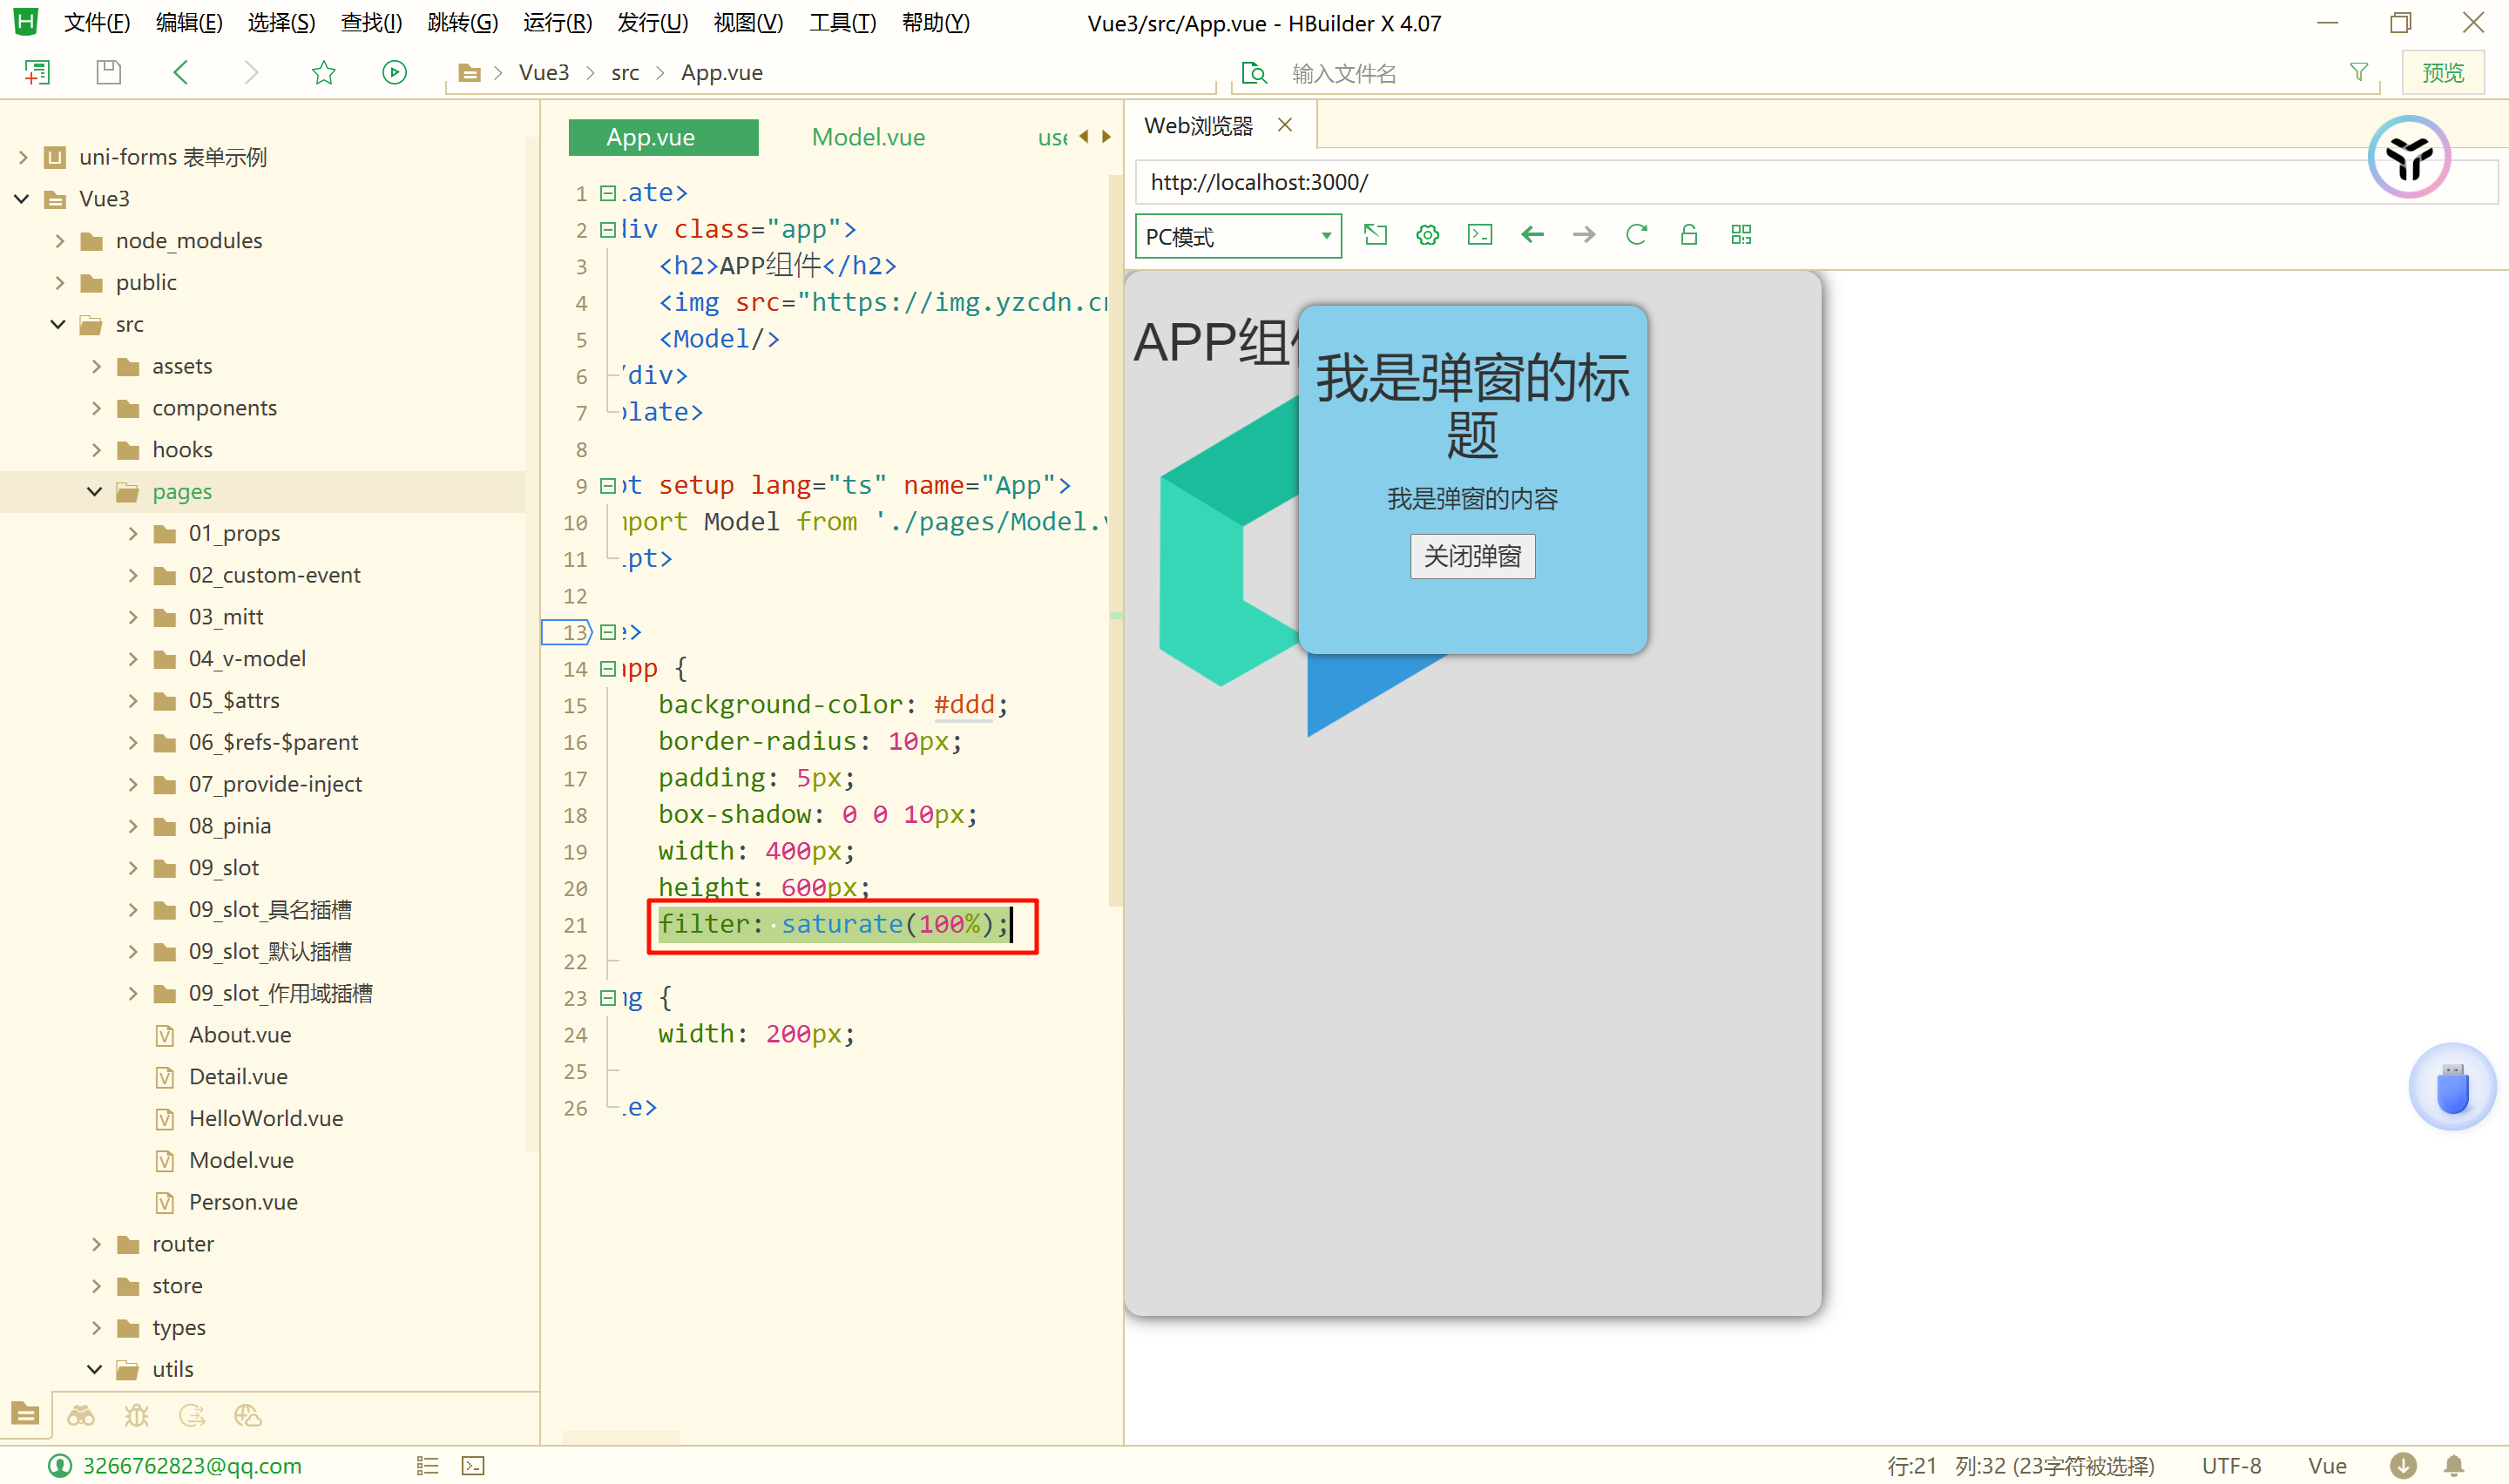 文件(F) 编辑(E) 选择(S) 查找(I) 跳转(G) 运行(R) 发行(U) 视图(V) 工具(T) 帮助(Y) Vue3/src/App.vue - HBuilder X 4.07
Vue3 src App.vue 输入文件名 预览
uni-forms 表单示例
Vue3
node_modules
public
src
assets
components
hooks
pages
01_props
02_custom-event
03_mitt
04_v-model
05_$attrs
06_$refs-$parent
07_provide-inject
08_pinia
09_slot
09_slot_具名插槽
09_slot_默认插槽
09_slot_作用域插槽
About.vue
Detail.vue
HelloWorld.vue
Model.vue
Person.vue
router
store
types
utils
App.vue Model.vue use
1 late>
2 div class="app">
3 <h2>APP组件</h2>
4 <img src="https://img.yzcdn.cn
5 <Model/>
6 /div>
7 plate>
8
9 pt setup lang="ts" name="App">
10 mport Model from './pages/Model.v
11 ipt>
12
13 e>
14 app {
15 background-color: #ddd;
16 border-radius: 10px;
17 padding: 5px;
18 box-shadow: 0 0 10px;
19 width: 400px;
20 height: 600px;
21 filter: saturate(100%);
22
23 mg {
24 width: 200px;
25
26 le>
Web浏览器
http://localhost:3000/
PC模式
APP组件
我是弹窗的标
题
我是弹窗的内容
关闭弹窗
3266762823@qq.com 行:21 列:32 (23字符被选择) UTF-8 Vue